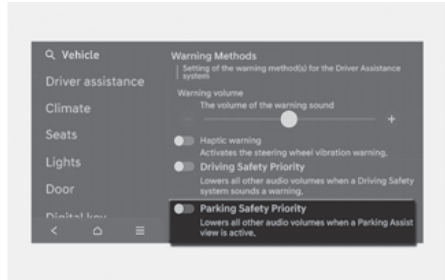 Vehicle
Driver assistance
Climate
Seats
Lights
Door
Digital key
Warning Methods
Setting of the warning method(s) for the Driver Assistance
system
Warning volume
The volume of the warning sound
+
Haptic warning
Activates the steering wheel vibration warning.
Driving Safety Priority
Lowers all other audio volumes when a Driving Safety
system sounds a warning.
Parking Safety Priority
Lowers all other audio volumes when a Parking Assist
view is active.